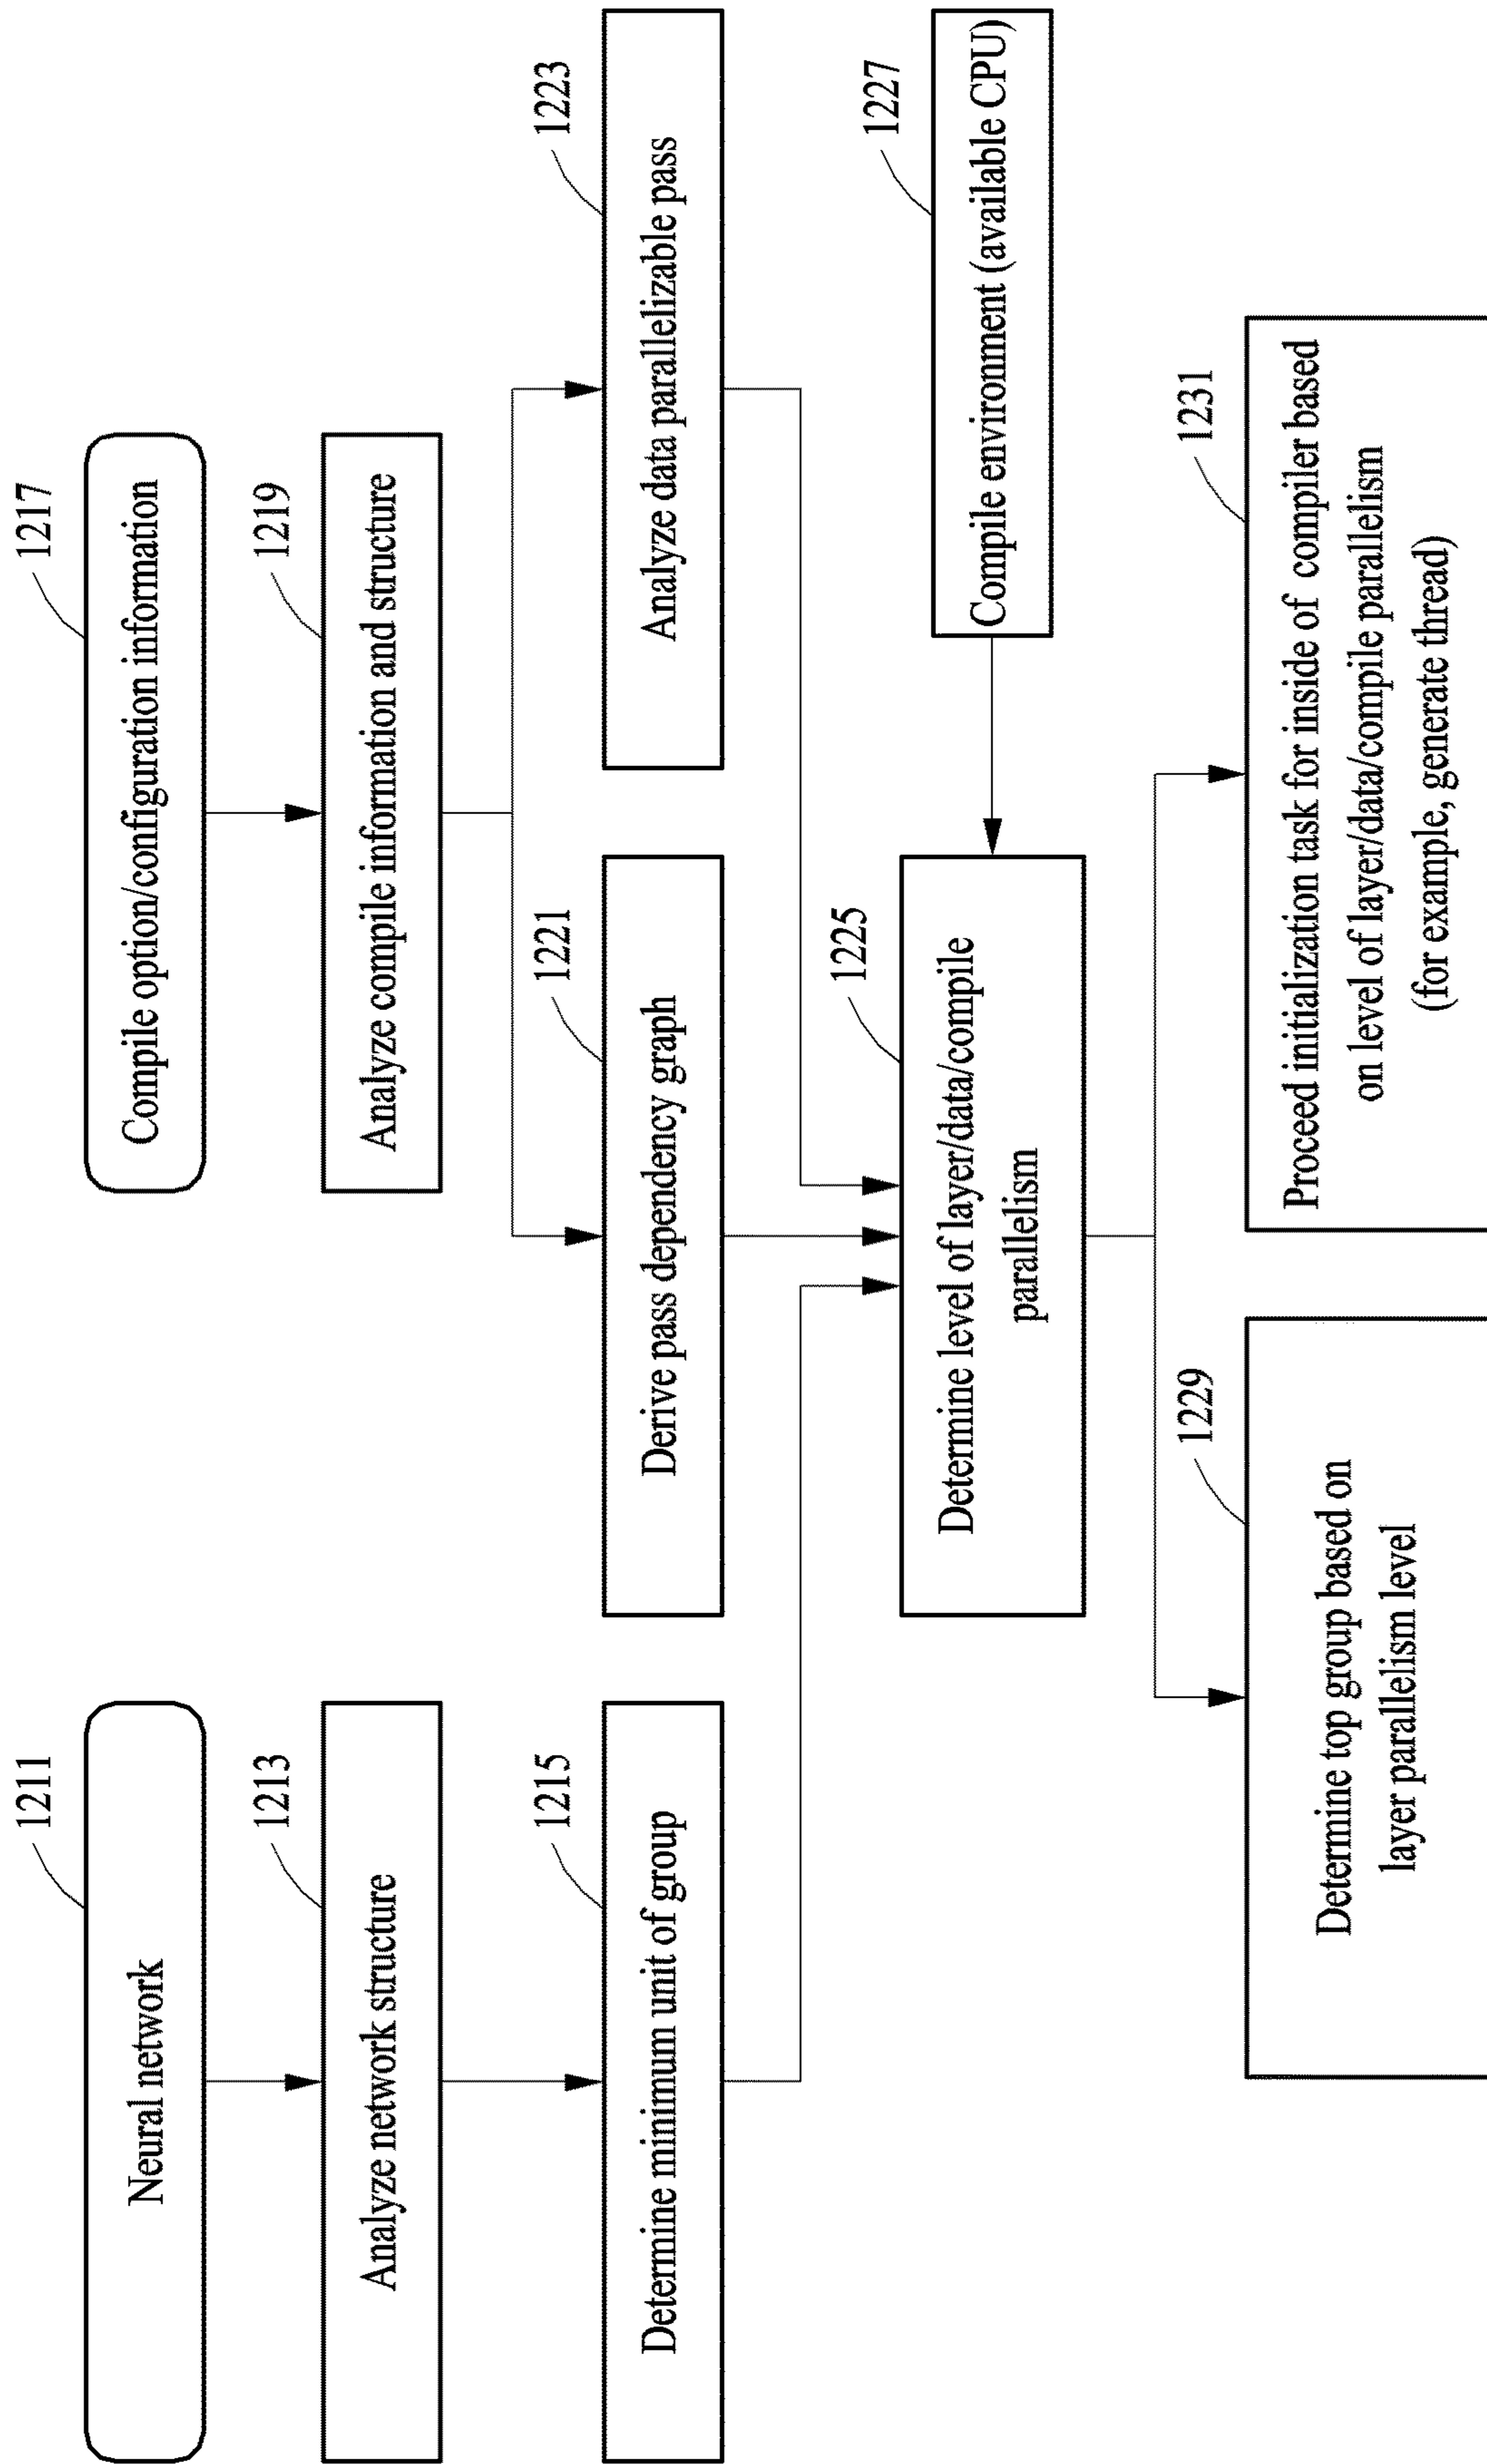 1211
Neural network
1213
Analyze network structure
1215
Determine minimum unit of group
1217
Compile option/configuration information
1219
Analyze compile information and structure
1221
Derive pass dependency graph
1223
Analyze data parallelizable pass
1225
Determine level of layer/data/compile
parallelism
1227
Compile environment (available CPU)
1229
Determine top group based on
layer parallelism level
1231
Proceed initialization task for inside of compiler based
on level of layer/data/compile parallelism
(for example, generate thread)